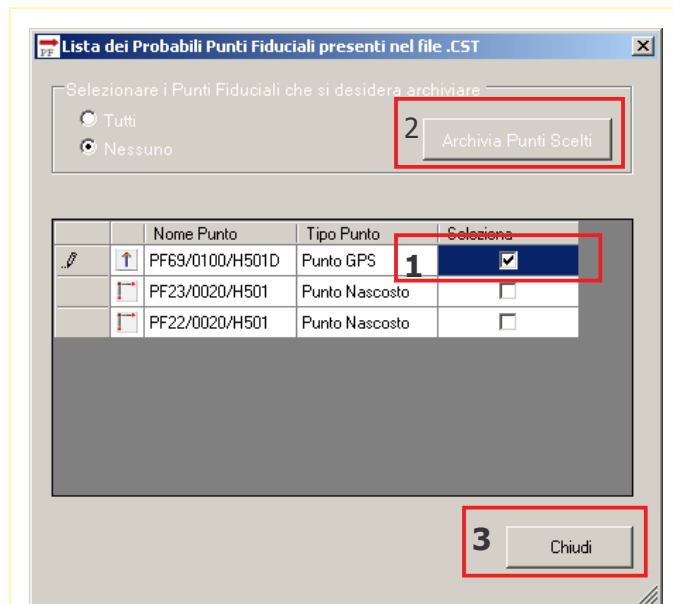 PF Lista dei Probabili Punti Fiduciali presenti nel file .CST
Selezionare i Punti Fiduciali che si desidera archiviare
Tutti
Nessuno
2 Archivia Punti Scelti
Nome Punto Tipo Punto Seleziona
PF69/0100/H501D Punto GPS 1
PF23/0020/H501 Punto Nascosto
PF22/0020/H501 Punto Nascosto
3 Chiudi